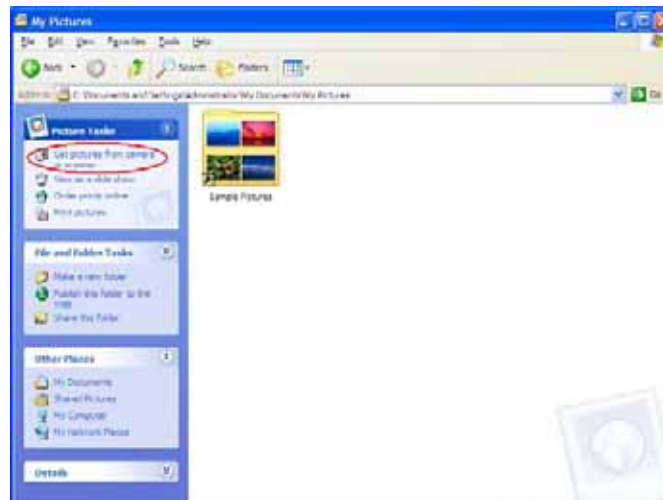 My Pictures
File Edit View Favorites Tools Help
Back Search Folders
C:\Documents and Settings\Administrator\My Documents\My Pictures Go
Picture Tasks
Get pictures from camera
or scanner
View as a slide show
Order prints online
Print pictures
Sample Pictures
File and Folder Tasks
Make a new folder
Publish this folder to the
Web
Share this folder
Other Places
My Documents
Shared Pictures
My Computer
My Network Places
Details